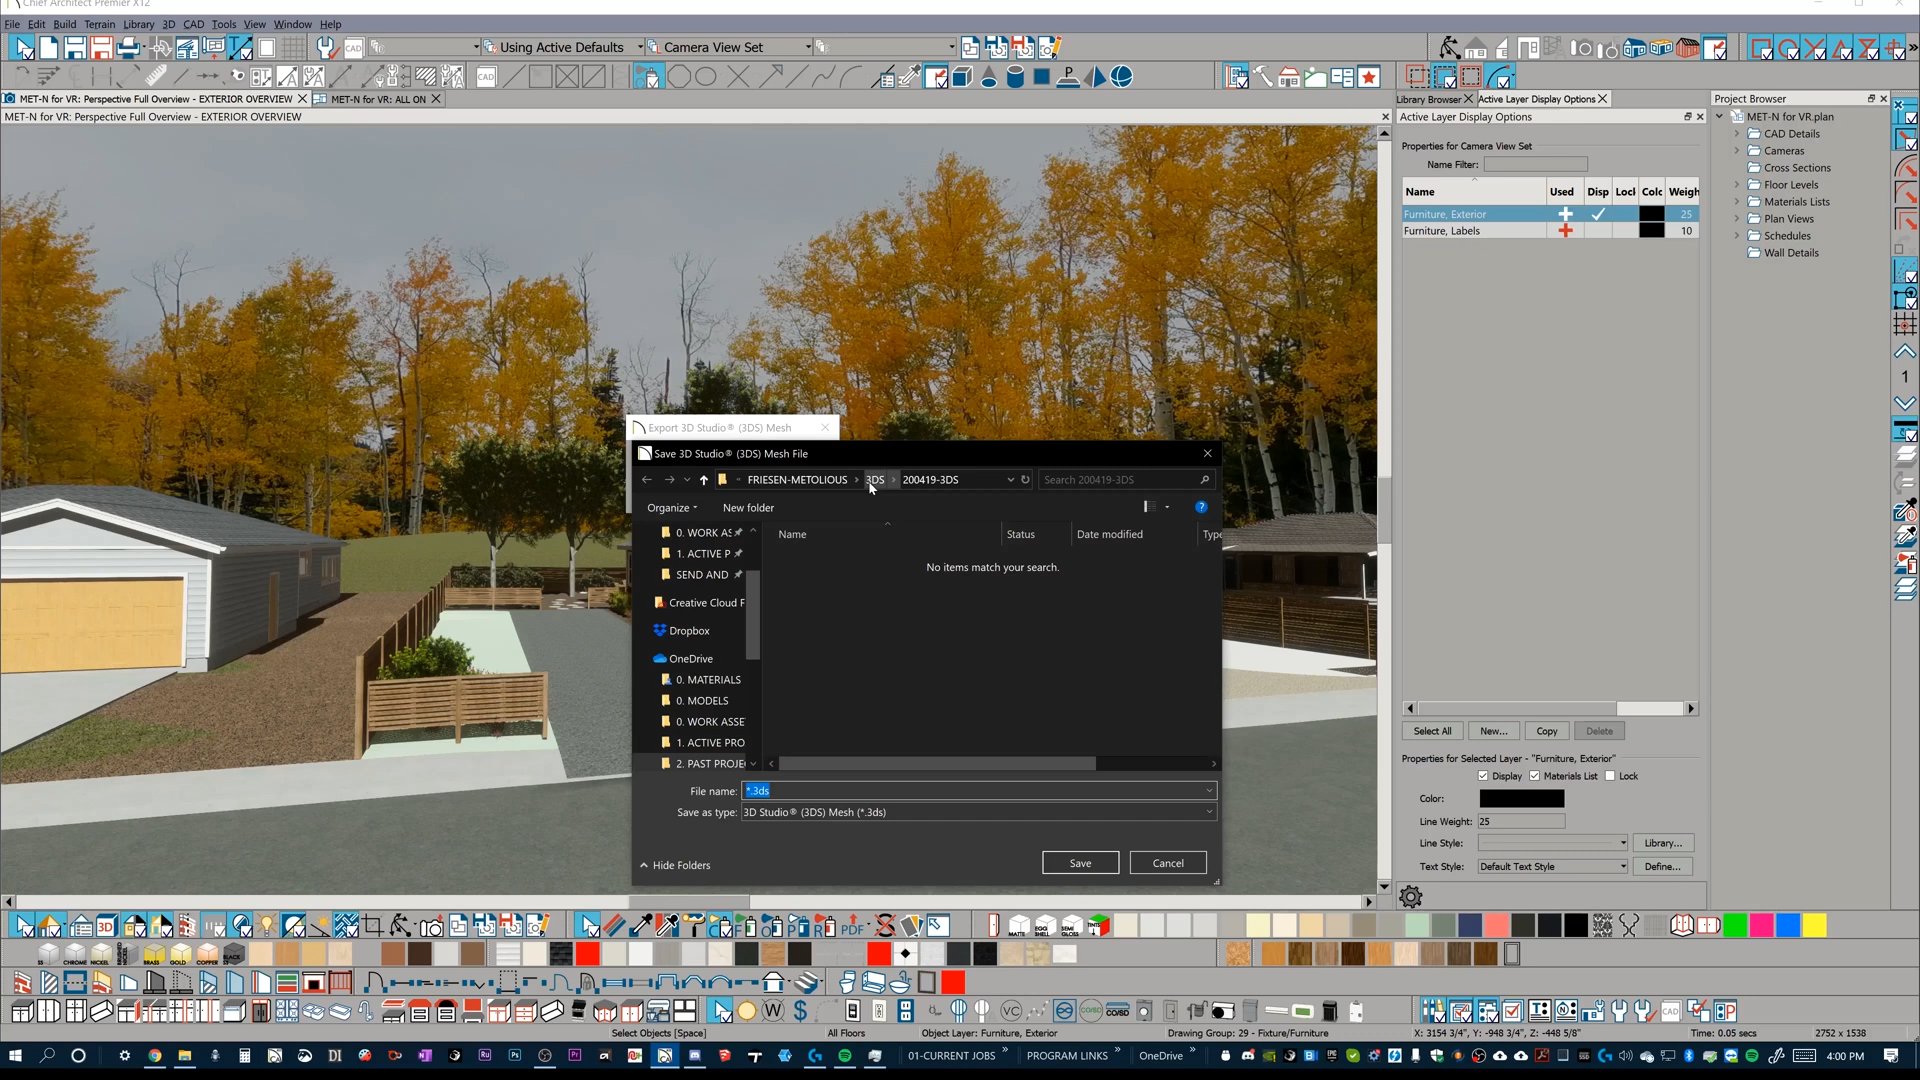 Chief Architect Premier X12
File Edit Build Terrain Library 3D CAD Tools View Window Help
Using Active Defaults
Camera View Set
MET-N for VR: Perspective Full Overview - EXTERIOR OVERVIEW
MET-N for VR: ALL ON
MET-N for VR: Perspective Full Overview - EXTERIOR OVERVIEW
Library Browser
Active Layer Display Options
Active Layer Display Options
Properties for Camera View Set
Name Filter:
Name Used Disp Loc Colo Weigh
Furniture, Exterior 25
Furniture, Labels 10
Select All New... Copy Delete
Properties for Selected Layer - "Furniture, Exterior"
Display Materials List Lock
Color:
Line Weight: 25
Line Style: Library...
Text Style: Default Text Style Define...
Project Browser
MET-N for VR.plan
CAD Details
Cameras
Cross Sections
Floor Levels
Materials Lists
Plan Views
Schedules
Wall Details
1
Export 3D Studio® (3DS) Mesh
Save 3D Studio® (3DS) Mesh File
FRIESEN-METOLIOUS 3DS 200419-3DS
Search 200419-3DS
Organize New folder
Name Status Date modified Type
No items match your search.
0. WORK AS
1. ACTIVE P
SEND AND
Creative Cloud F
Dropbox
OneDrive
0. MATERIALS
0. MODELS
0. WORK ASSE
1. ACTIVE PRO
2. PAST PROJE
File name: *.3ds
Save as type: 3D Studio® (3DS) Mesh (*.3ds)
Hide Folders
Save Cancel
Select Objects [Space]
All Floors
Object Layer: Furniture, Exterior
Drawing Group: 29 - Fixture/Furniture
X: 3154 3/4", Y: -948 3/4", Z: -448 5/8"
Time: 0.05 secs
2752 x 1538
01-CURRENT JOBS
PROGRAM LINKS
OneDrive
4:00 PM